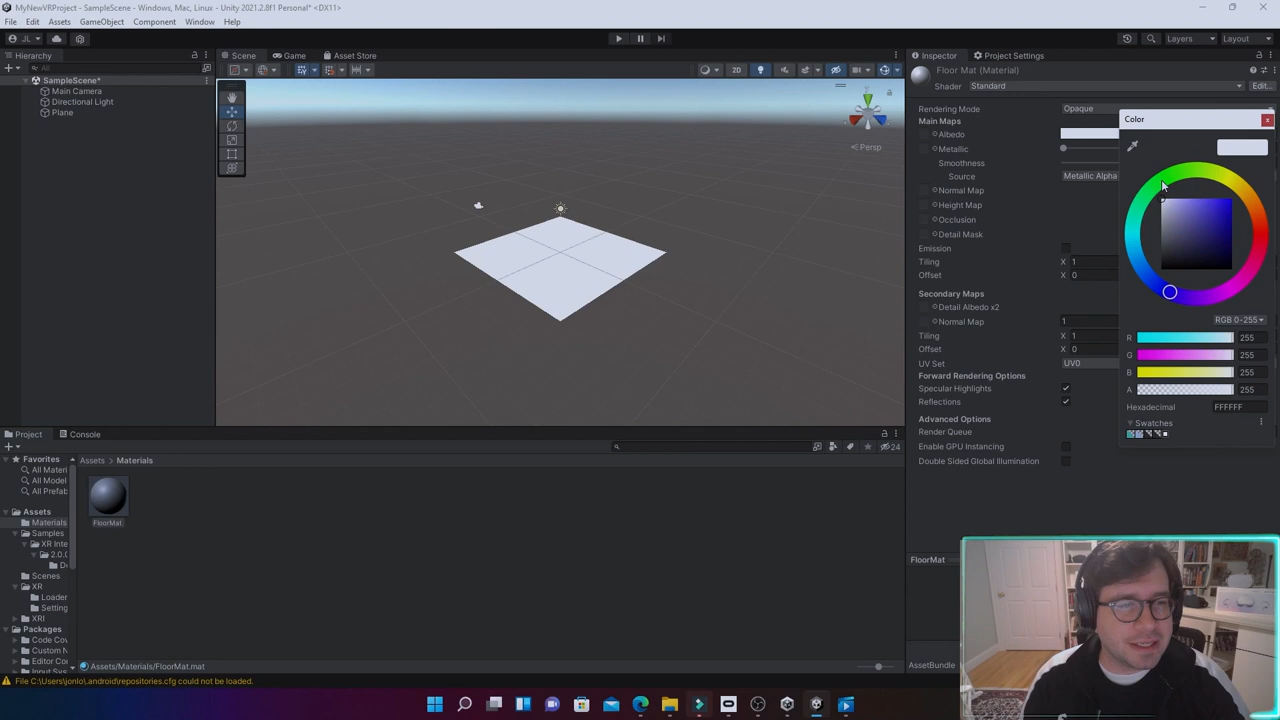 MyNewVRProject - SampleScene - Windows, Mac, Linux - Unity 2021.2.8f1 Personal* <DX11>
File Edit Assets GameObject Component Window Help
JL Layers Layout
Hierarchy Scene Game Asset Store Inspector Project Settings
All 2D Floor Mat (Material)
SampleScene* Shader Standard Edit...
Main Camera
Directional Light
Plane
Persp
Rendering Mode Opaque
Main Maps
Albedo
Metallic
Smoothness
Source Metallic Alpha
Normal Map
Height Map
Occlusion
Detail Mask
Emission
Tiling X 1
Offset X 0
Secondary Maps
Detail Albedo x2
Normal Map 1
Tiling X 1
Offset X 0
UV Set UV0
Forward Rendering Options
Specular Highlights
Reflections
Advanced Options
Render Queue
Enable GPU Instancing
Double Sided Global Illumination
Color
RGB 0-255
R 255
G 255
B 255
A 255
Hexadecimal FFFFFF
Swatches
Project Console
24
Favorites
All Materi
All Model
All Prefab
Assets
Materials
Samples
XR Inte
2.0.0
De
Scenes
XR
Loader
Setting
XRI
Packages
Code Cov
Custom N
Editor Co
Input Sys
Assets > Materials
FloorMat
Assets/Materials/FloorMat.mat
FloorMat
AssetBundle
File C:\Users\jonlo\.android\repositories.cfg could not be loaded.